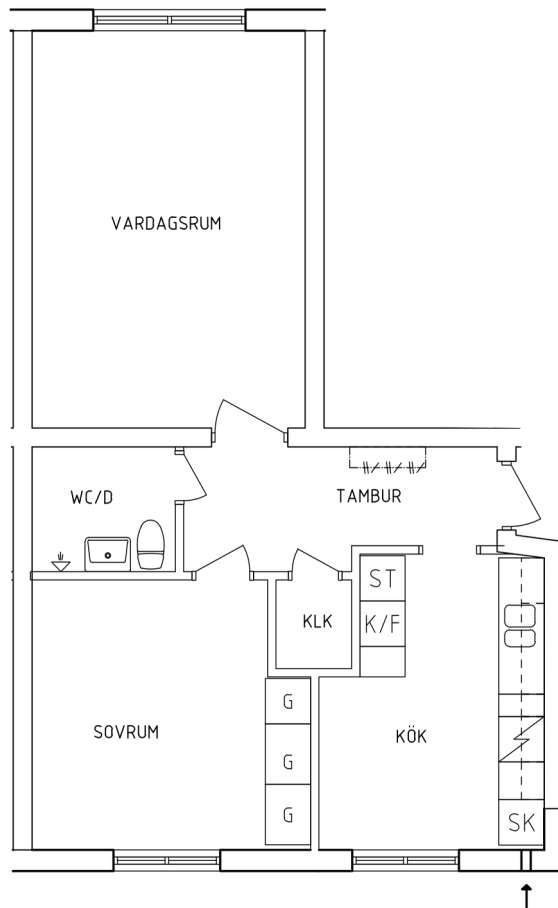 VARDAGSRUM
WC/D
TAMBUR
ST
KLK
K/F
G
SOVRUM
KÖK
G
G
SK